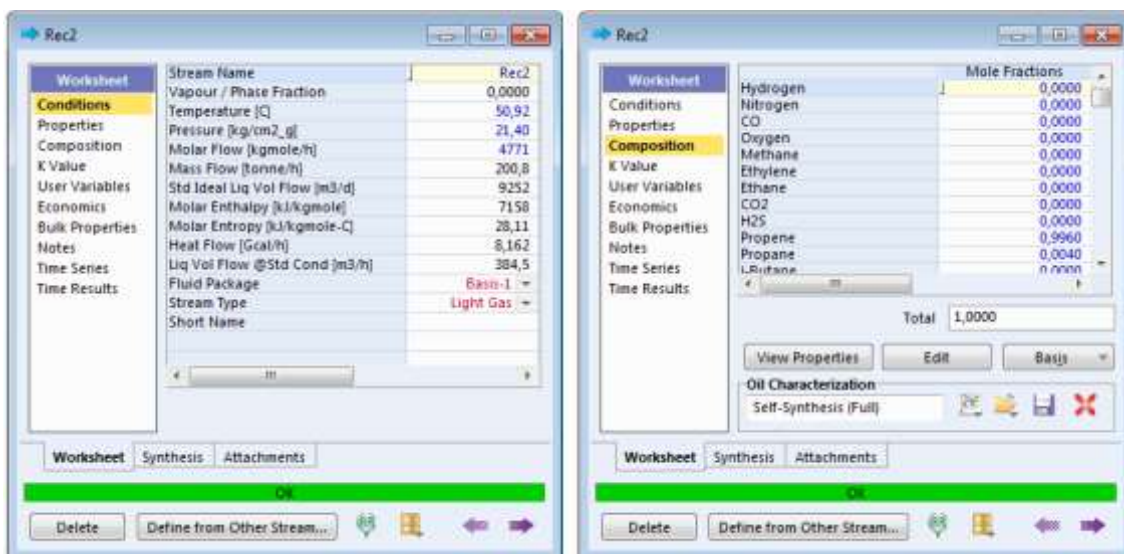 Rec2
Worksheet
Conditions
Properties
Composition
K Value
User Variables
Economics
Bulk Properties
Notes
Time Series
Time Results
Stream Name Rec2
Vapour / Phase Fraction 0,0000
Temperature [C] 50,92
Pressure [kg/cm2_g] 21,40
Molar Flow [kgmole/h] 4771
Mass Flow [tonne/h] 200,8
Std Ideal Liq Vol Flow [m3/d] 9252
Molar Enthalpy [kJ/kgmole] 7158
Molar Entropy [kJ/kgmole-C] 28,11
Heat Flow [Gcal/h] 8,162
Liq Vol Flow @Std Cond [m3/h] 384,5
Fluid Package Basis-1
Stream Type Light Gas
Short Name
Worksheet Synthesis Attachments
OK
Delete Define from Other Stream...
Rec2
Worksheet
Conditions
Properties
Composition
K Value
User Variables
Economics
Bulk Properties
Notes
Time Series
Time Results
Mole Fractions
Hydrogen 0,0000
Nitrogen 0,0000
CO 0,0000
Oxygen 0,0000
Methane 0,0000
Ethylene 0,0000
Ethane 0,0000
CO2 0,0000
H2S 0,0000
Propene 0,9960
Propane 0,0040
i-Butane 0,0000
Total 1,0000
View Properties Edit Basis
Oil Characterization
Self-Synthesis (Full)
Worksheet Synthesis Attachments
OK
Delete Define from Other Stream...